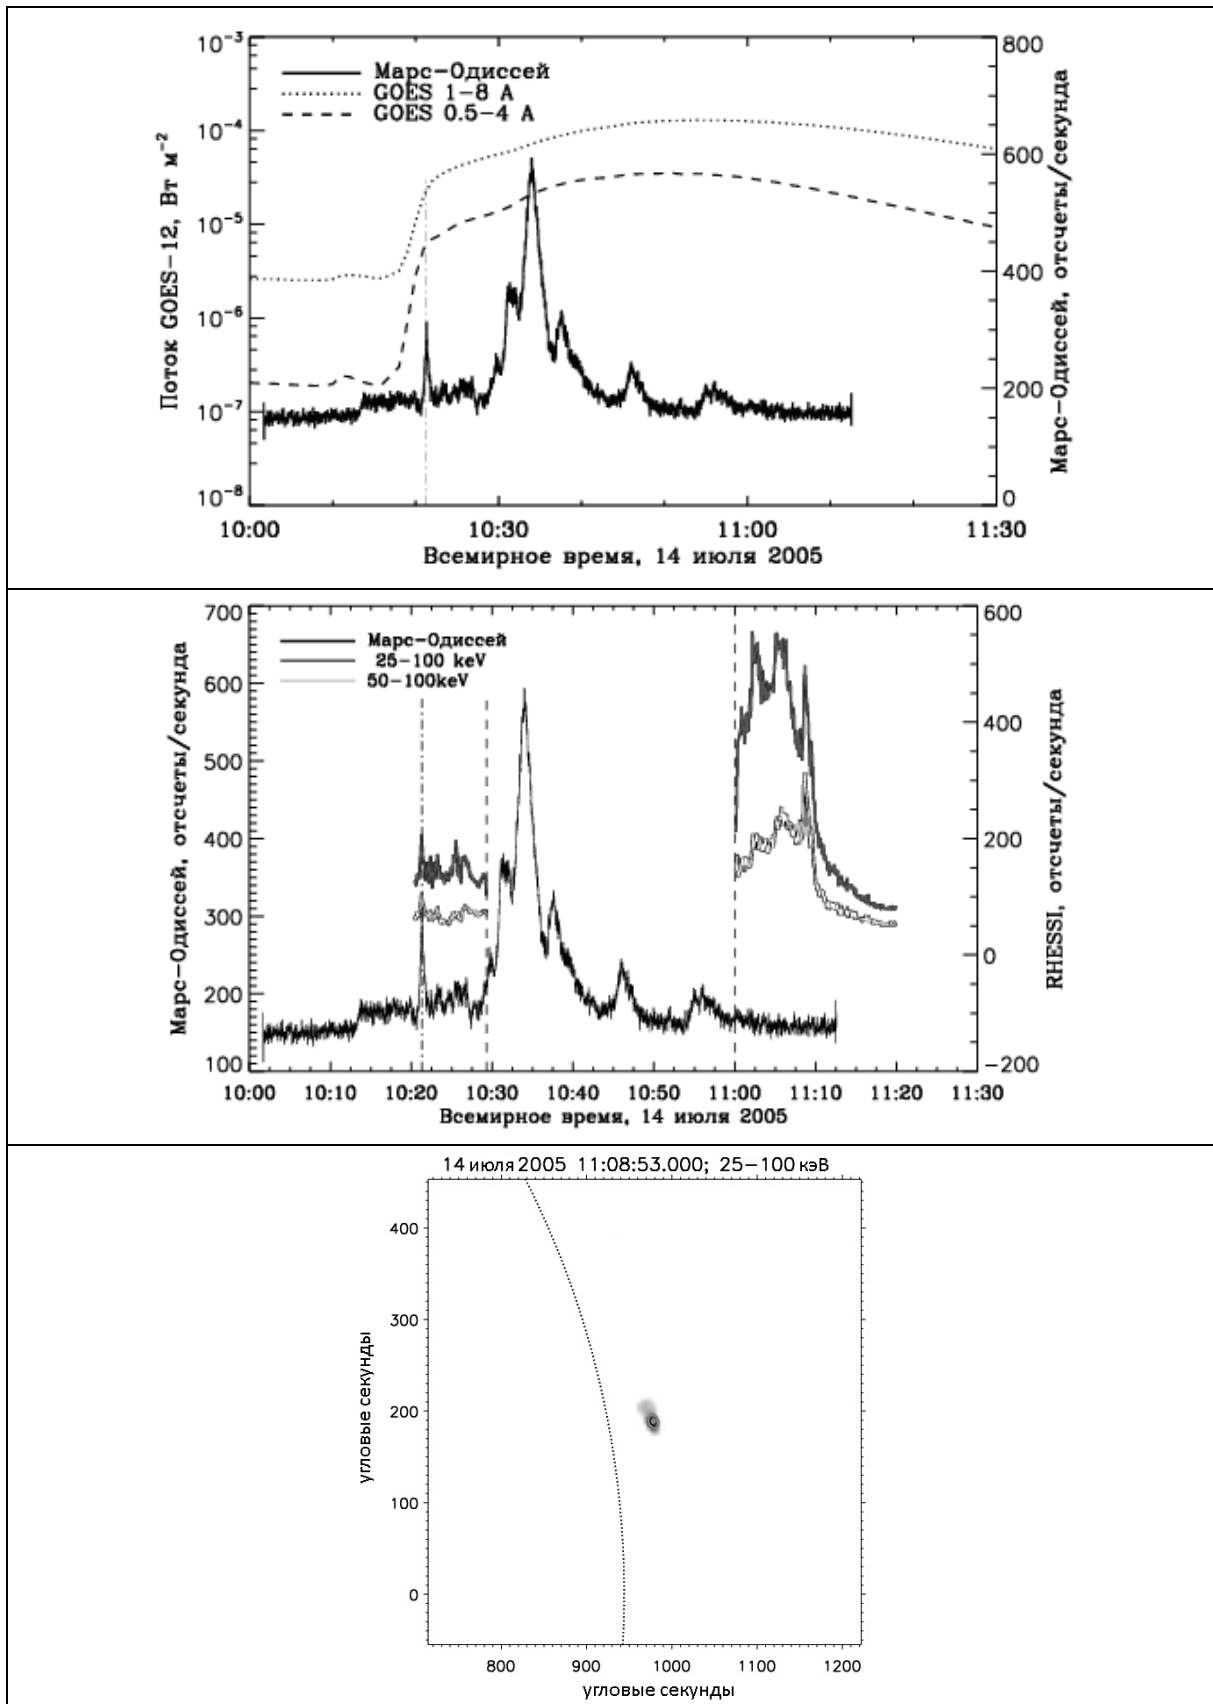 10⁻³
10⁻⁴
10⁻⁵
10⁻⁶
10⁻⁷
10⁻⁸
Поток GOES-12, Вт м⁻²
Марс-Одиссей
GOES 1-8 A
GOES 0.5-4 A
800
600
400
200
0
Марс-Одиссей, отсчеты/секунда
10:00 10:30 11:00 11:30
Всемирное время, 14 июля 2005
700
600
500
400
300
200
100
Марс-Одиссей, отсчеты/секунда
Марс-Одиссей
25-100 keV
50-100keV
600
400
200
0
-200
RHESSI, отсчеты/секунда
10:00 10:10 10:20 10:30 10:40 10:50 11:00 11:10 11:20 11:30
Всемирное время, 14 июля 2005
14 июля 2005 11:08:53.000; 25-100 кэВ
400
300
200
100
0
угловые секунды
800 900 1000 1100 1200
угловые секунды